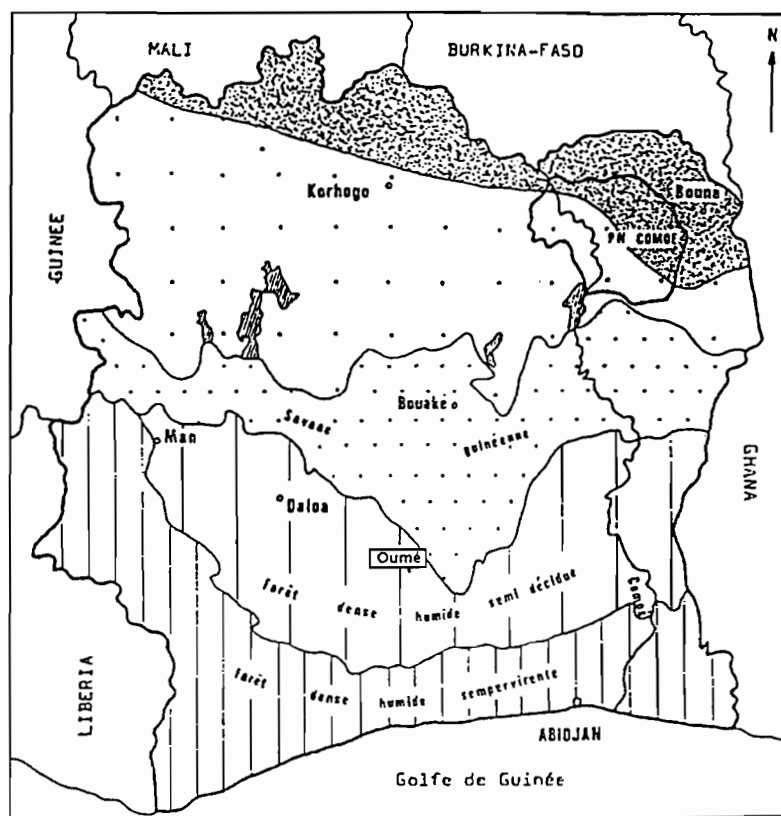 MALI
BURKINA-FASO
N
Korhogo
Bouna
PN COMOE
GUINEE
Bouaké
Savane guinéenne
Man
GHANA
Daloa
Oumé
Comoé
forêt dense humide semi décidue
forêt dense humide sempervirente
LIBERIA
ABIDJAN
Golfe de Guinée